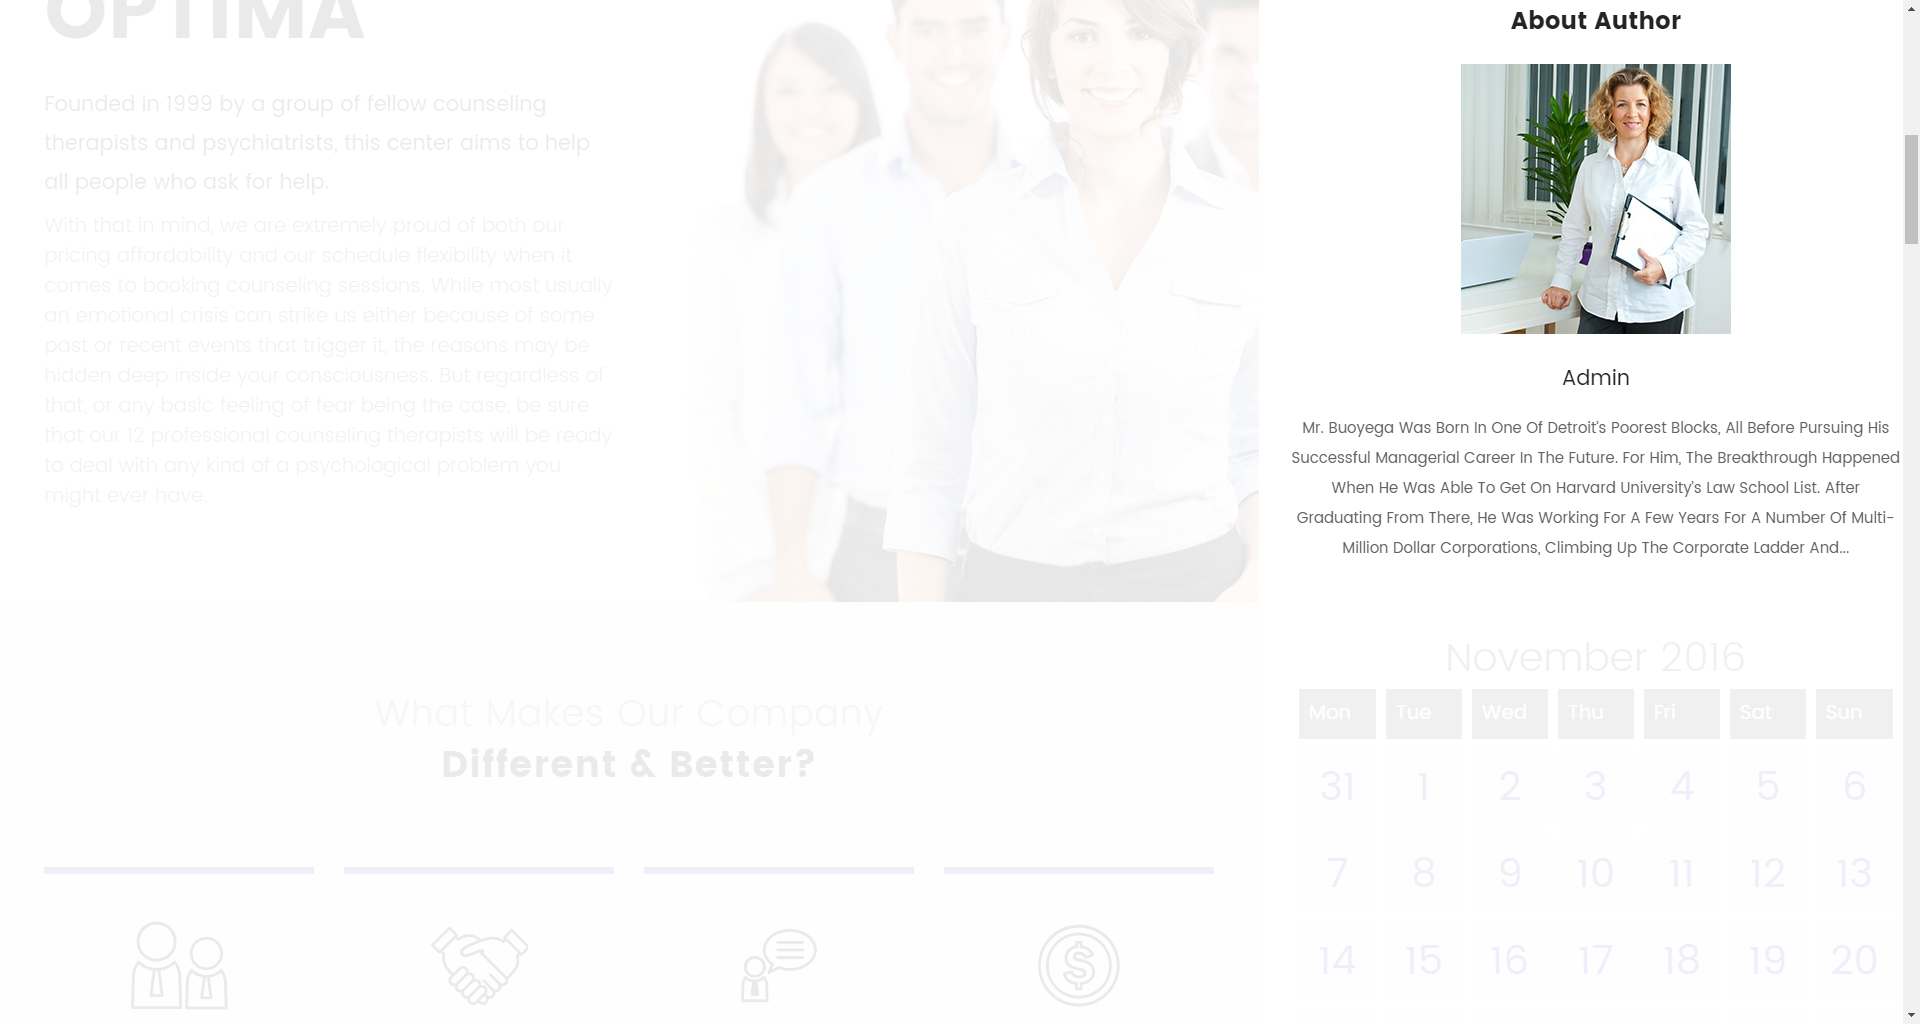 OPTIMA
Founded in 1999 by a group of fellow counseling
therapists and psychiatrists, this center aims to help
all people who ask for help.
With that in mind, we are extremely proud of both our
pricing affordability and our schedule flexibility when it
comes to booking counseling sessions. While most usually
an emotional crisis can strike us either because of some
past or recent events that trigger it, the reasons may be
hidden deep inside your consciousness. But regardless of
that, or any basic feeling of fear being the case, be sure
that our 12 professional counseling therapists will be ready
to deal with any kind of a psychological problem you
might ever have.
What Makes Our Company
Different & Better?
About Author
Admin
Mr. Buoyega Was Born In One Of Detroit's Poorest Blocks, All Before Pursuing His
Successful Managerial Career In The Future. For Him, The Breakthrough Happened
When He Was Able To Get On Harvard University's Law School List. After
Graduating From There, He Was Working For A Few Years For A Number Of Multi-
Million Dollar Corporations, Climbing Up The Corporate Ladder And...
November 2016
Mon Tue Wed Thu Fri Sat Sun
31 1 2 3 4 5 6
7 8 9 10 11 12 13
14 15 16 17 18 19 20